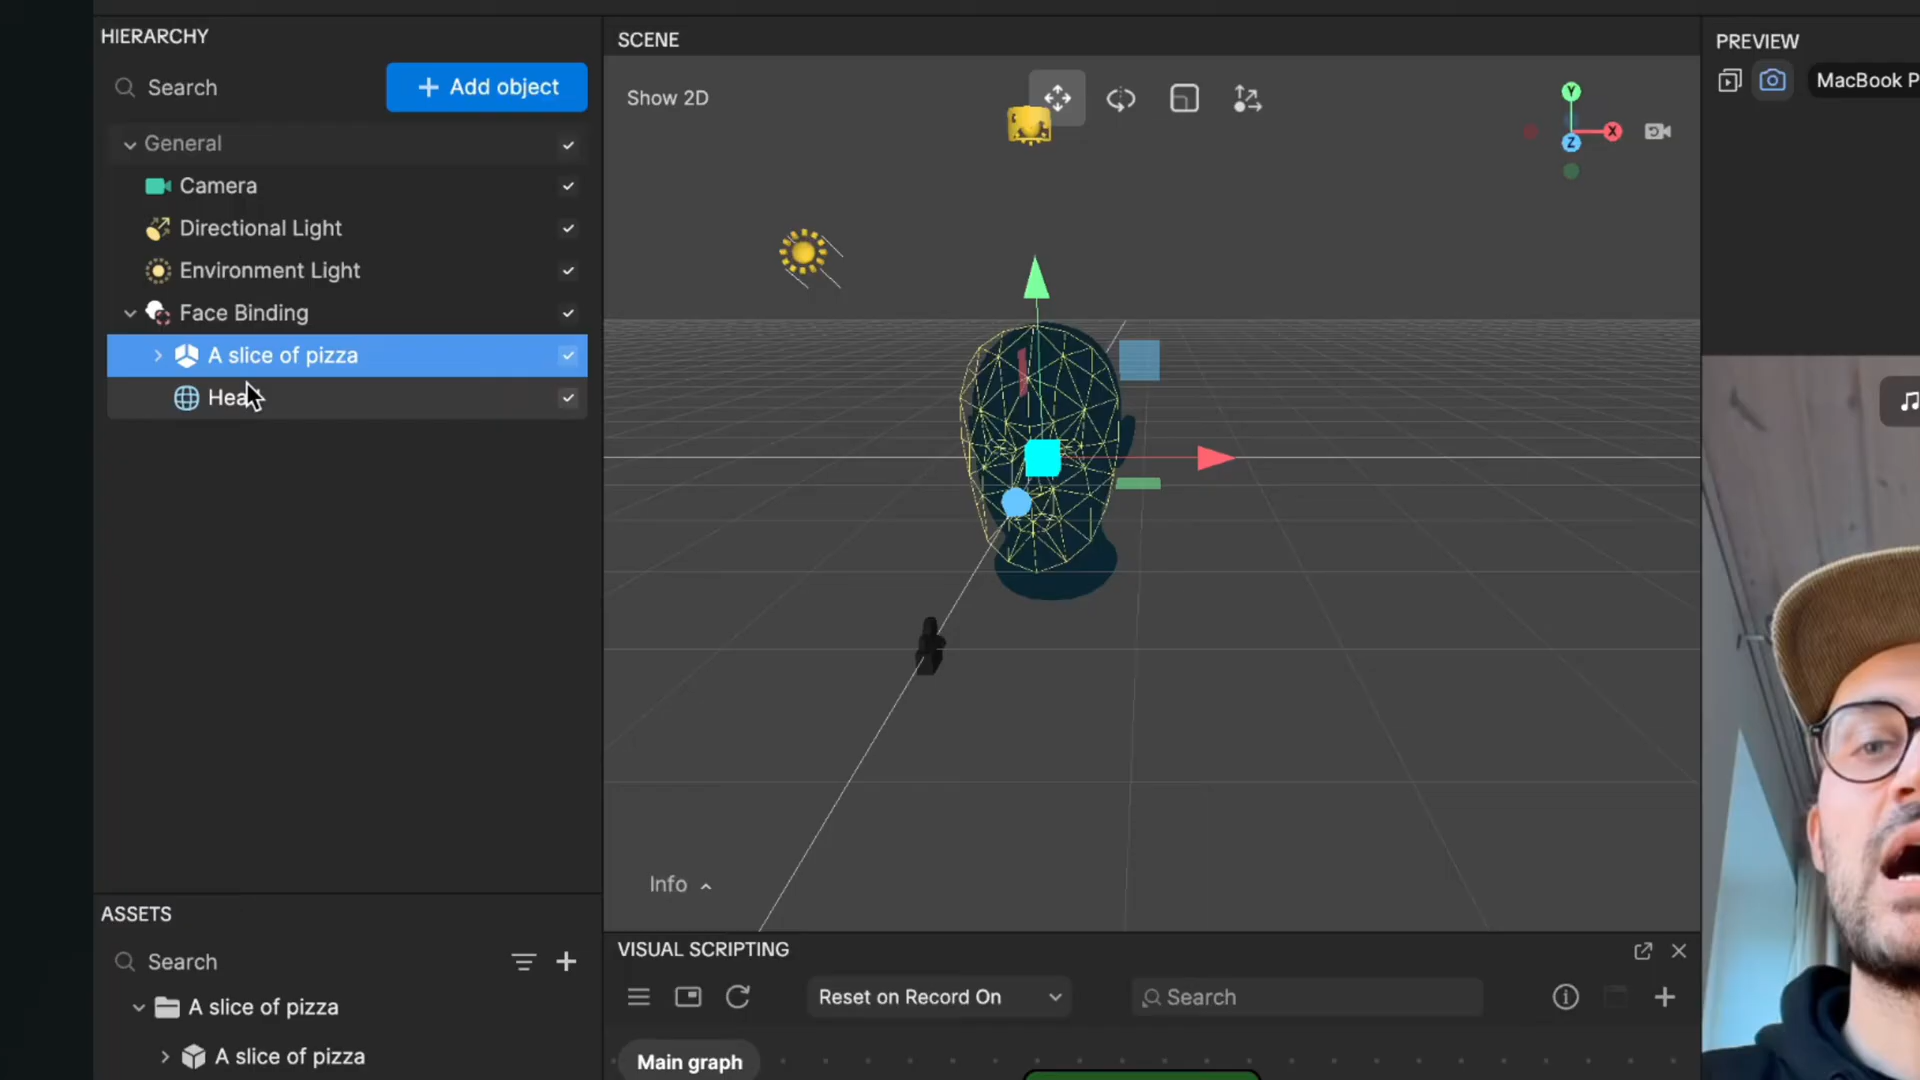 HIERARCHY
Search
Add object
General
Camera
Directional Light
Environment Light
Face Binding
A slice of pizza
ASSETS
Search
A slice of pizza
A slice of pizza
SCENE
Show 2D
Y
X
Z
Info
VISUAL SCRIPTING
Reset on Record On
Search
Main graph
PREVIEW
MacBook P